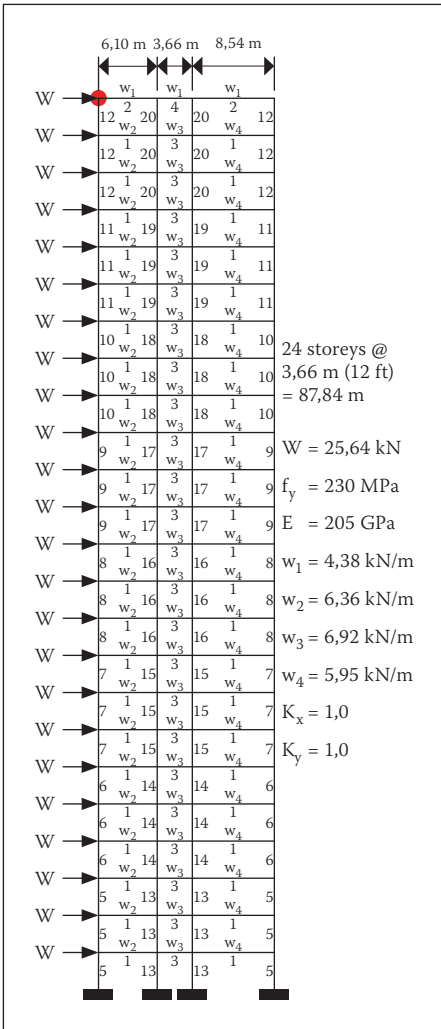 6,10 m 3,66 m 8,54 m
w₁ w₁ w₁
W 2 4 2
12 w₂ 20 w₃ 20 w₄ 12
W 1 3 1
12 w₂ 20 w₃ 20 w₄ 12
W 1 3 1
12 w₂ 20 w₃ 20 w₄ 12
W 1 3 1
11 w₂ 19 w₃ 19 w₄ 11
W 1 3 1
11 w₂ 19 w₃ 19 w₄ 11
W 1 3 1
11 w₂ 19 w₃ 19 w₄ 11
W 1 3 1
10 w₂ 18 w₃ 18 w₄ 10
W 1 3 1
10 w₂ 18 w₃ 18 w₄ 10
W 1 3 1
10 w₂ 18 w₃ 18 w₄ 10
W 1 3 1
9 w₂ 17 w₃ 17 w₄ 9
W 1 3 1
9 w₂ 17 w₃ 17 w₄ 9
W 1 3 1
9 w₂ 17 w₃ 17 w₄ 9
W 1 3 1
8 w₂ 16 w₃ 16 w₄ 8
W 1 3 1
8 w₂ 16 w₃ 16 w₄ 8
W 1 3 1
8 w₂ 16 w₃ 16 w₄ 8
W 1 3 1
7 w₂ 15 w₃ 15 w₄ 7
W 1 3 1
7 w₂ 15 w₃ 15 w₄ 7
W 1 3 1
7 w₂ 15 w₃ 15 w₄ 7
W 1 3 1
6 w₂ 14 w₃ 14 w₄ 6
W 1 3 1
6 w₂ 14 w₃ 14 w₄ 6
W 1 3 1
6 w₂ 14 w₃ 14 w₄ 6
W 1 3 1
5 w₂ 13 w₃ 13 w₄ 5
W 1 3 1
5 w₂ 13 w₃ 13 w₄ 5
W 1 3 1
5 13 13 5
24 storeys @
3,66 m (12 ft)
= 87,84 m
W = 25,64 kN
f_y = 230 MPa
E = 205 GPa
w₁ = 4,38 kN/m
w₂ = 6,36 kN/m
w₃ = 6,92 kN/m
w₄ = 5,95 kN/m
K_x = 1,0
K_y = 1,0